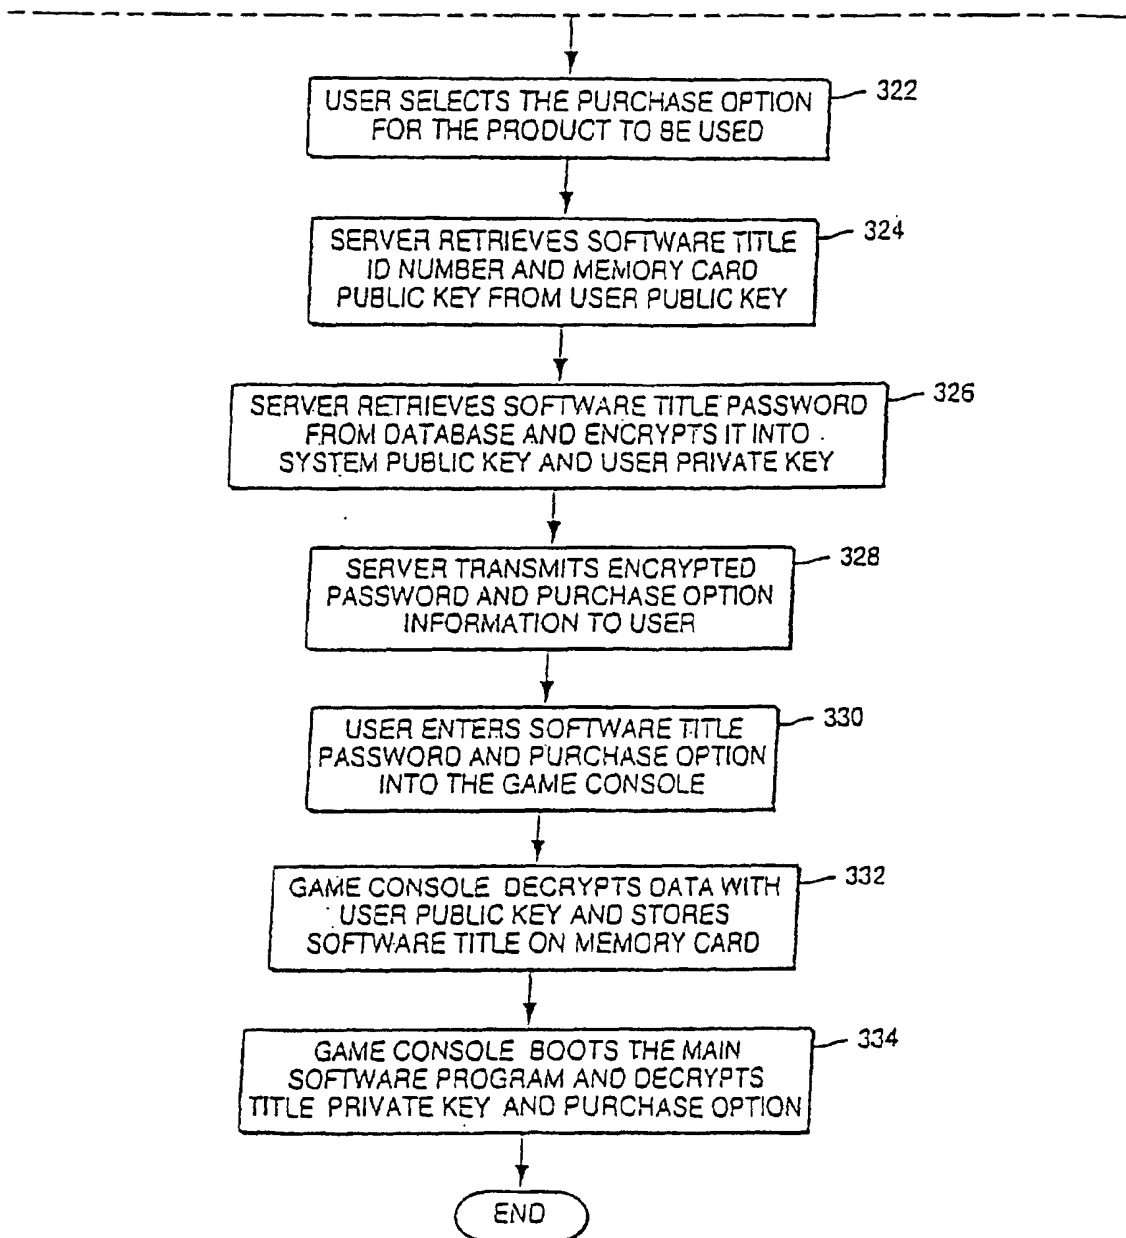 USER SELECTS THE PURCHASE OPTION
FOR THE PRODUCT TO BE USED
322
SERVER RETRIEVES SOFTWARE TITLE
ID NUMBER AND MEMORY CARD
PUBLIC KEY FROM USER PUBLIC KEY
324
SERVER RETRIEVES SOFTWARE TITLE PASSWORD
FROM DATABASE AND ENCRYPTS IT INTO
SYSTEM PUBLIC KEY AND USER PRIVATE KEY
326
SERVER TRANSMITS ENCRYPTED
PASSWORD AND PURCHASE OPTION
INFORMATION TO USER
328
USER ENTERS SOFTWARE TITLE
PASSWORD AND PURCHASE OPTION
INTO THE GAME CONSOLE
330
GAME CONSOLE DECRYPTS DATA WITH
USER PUBLIC KEY AND STORES
SOFTWARE TITLE ON MEMORY CARD
332
GAME CONSOLE BOOTS THE MAIN
SOFTWARE PROGRAM AND DECRYPTS
TITLE PRIVATE KEY AND PURCHASE OPTION
334
END